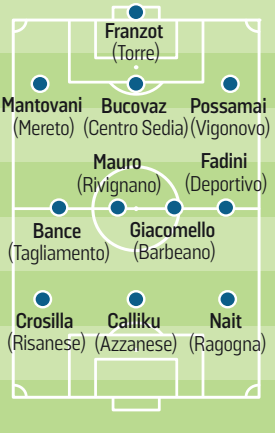 Franzot
(Torre)
Mantovani Bucovaz Possamai
(Mereto) (Centro Sedia) (Vigonovo)
Mauro Fadini
(Rivignano) (Deportivo)
Bance Giacomello
(Tagliamento) (Barbeano)
Crosilla Calliku Nait
(Risanese) (Azzanese) (Ragogna)